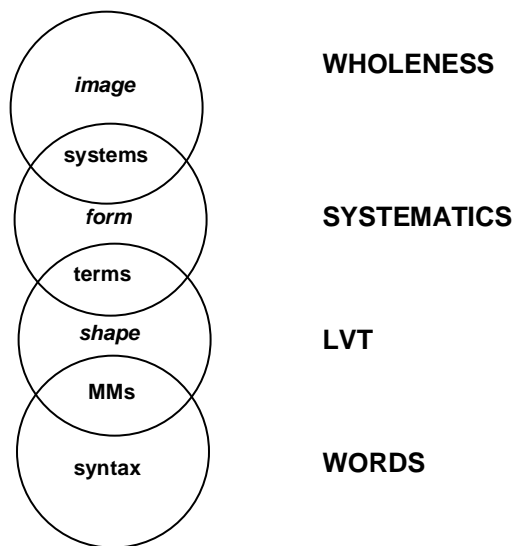 image
WHOLENESS
systems
form
SYSTEMATICS
terms
shape
LVT
MMs
syntax
WORDS